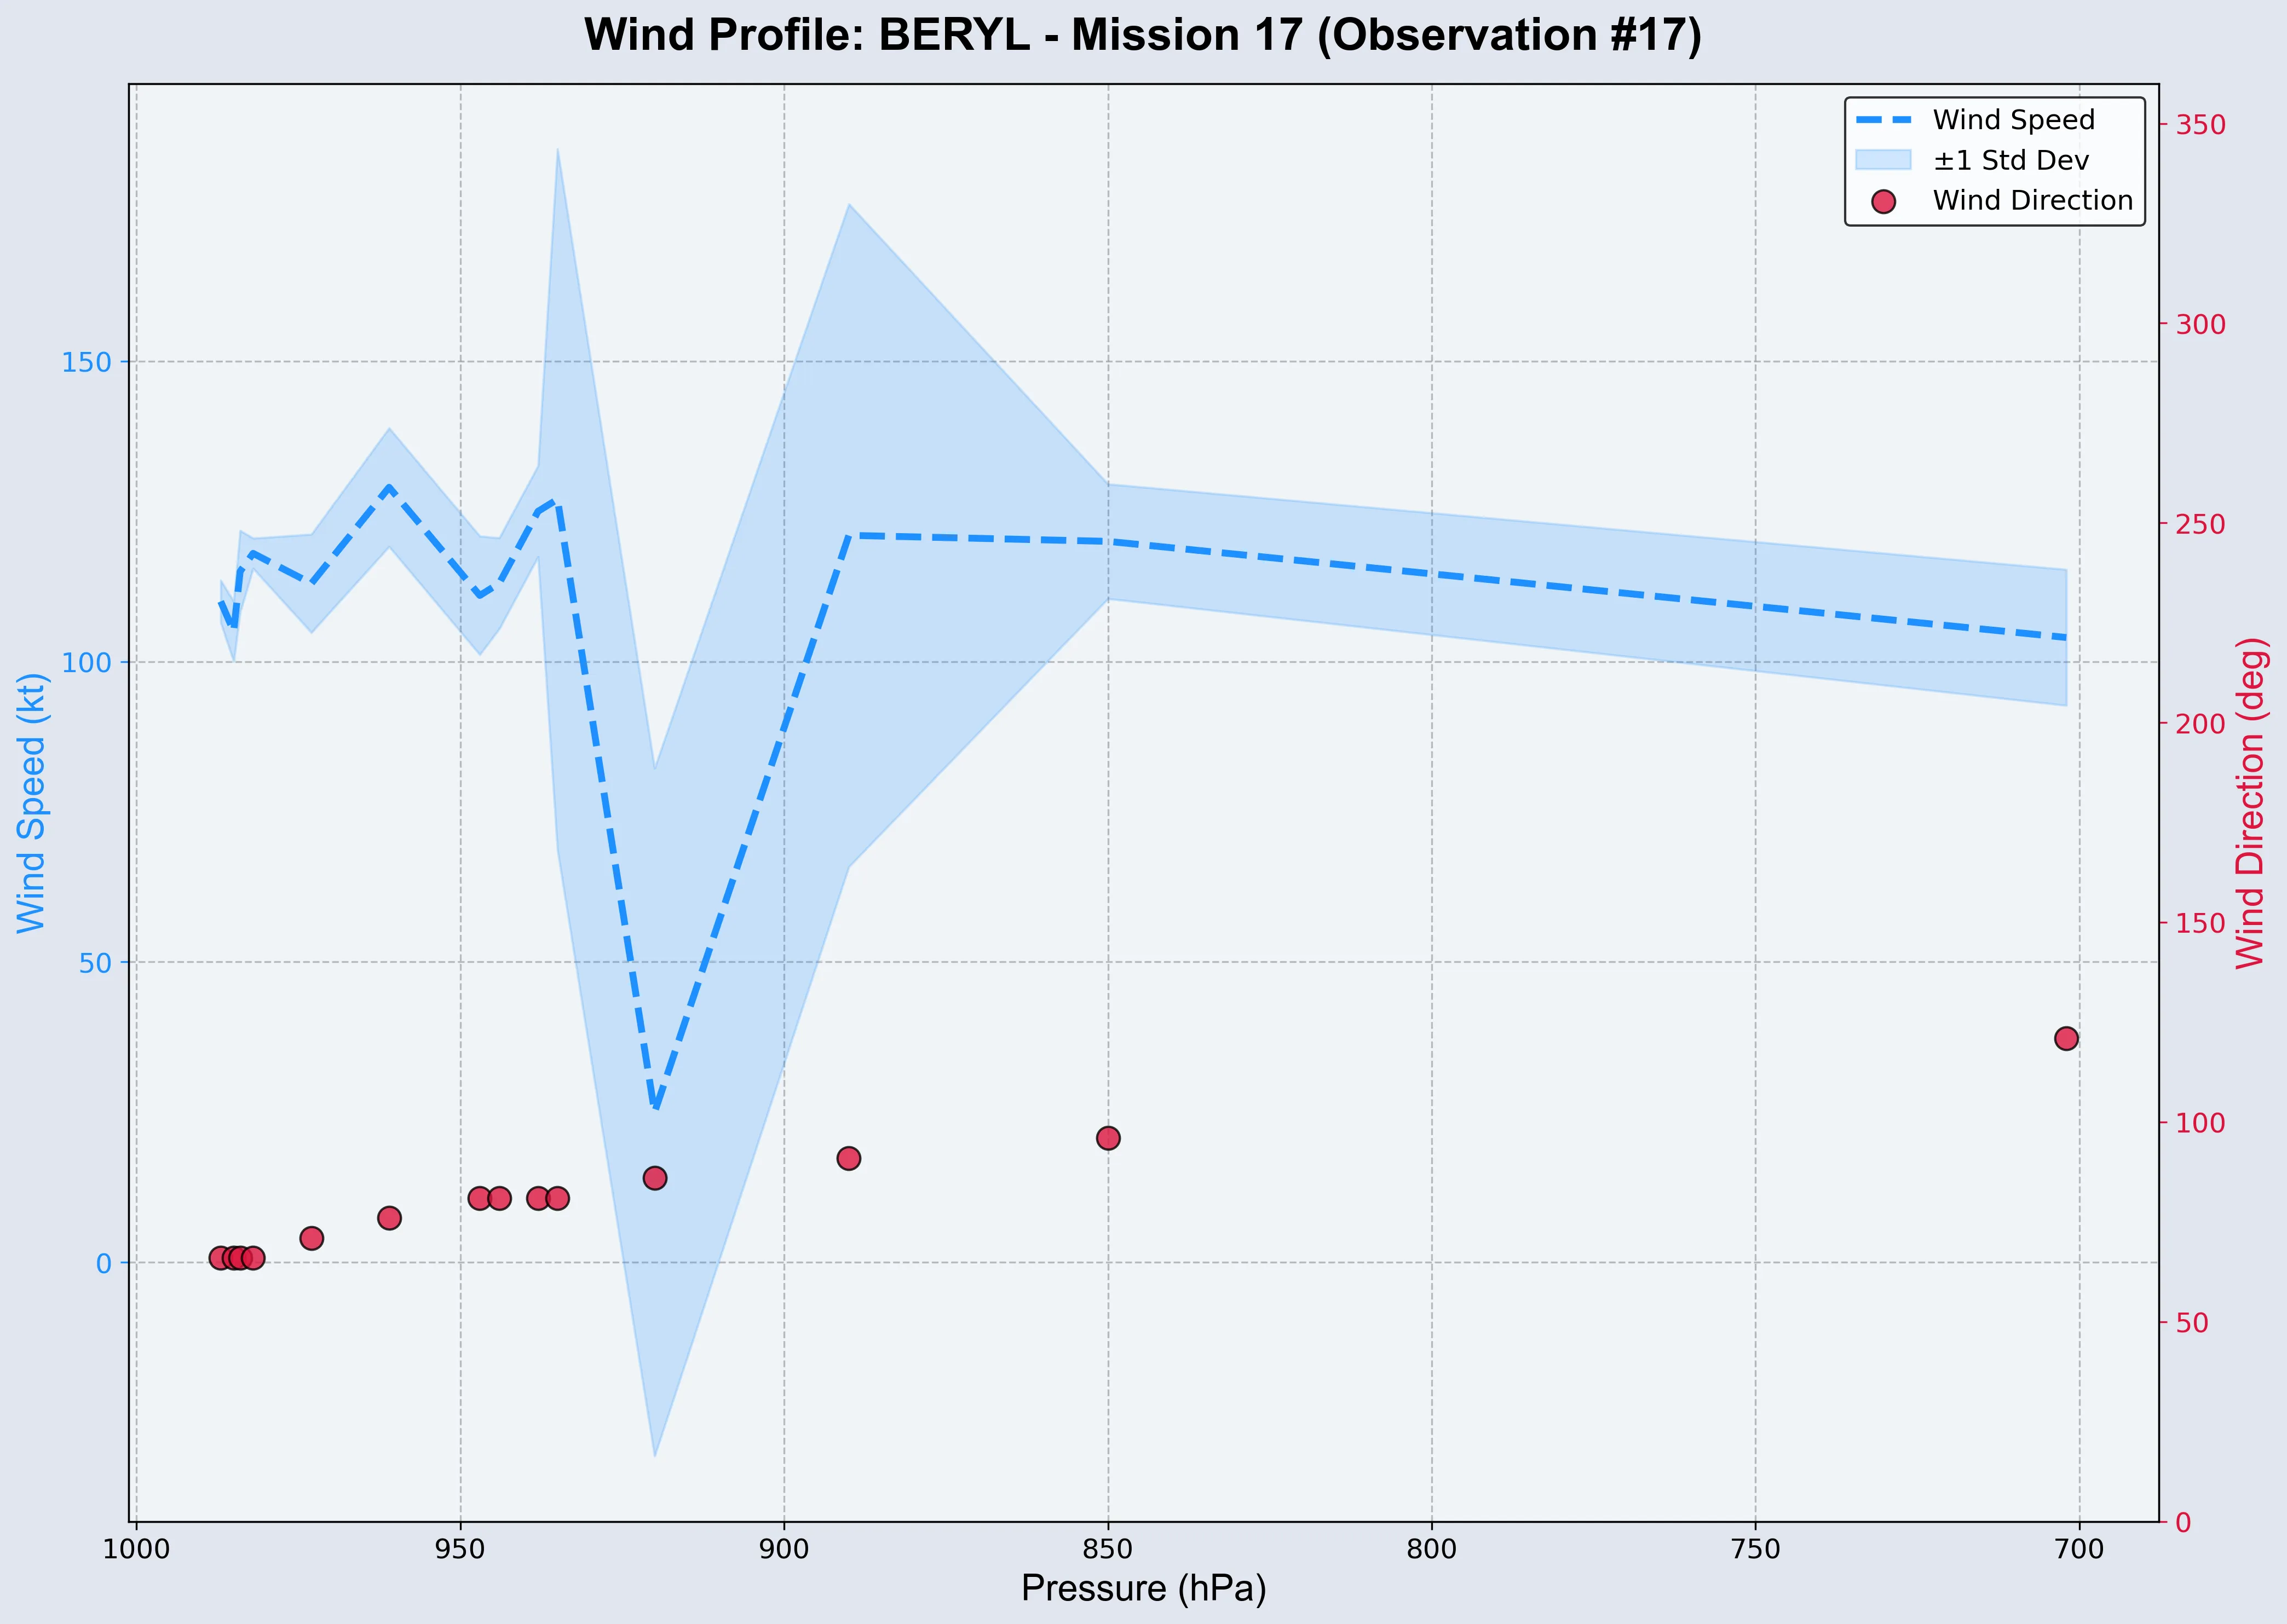 Wind Profile: BERYL - Mission 17 (Observation #17)
Wind Speed
±1 Std Dev
Wind Direction
150
100
50
0
Wind Speed (kt)
350
300
250
200
150
100
50
0
Wind Direction (deg)
1000 950 900 850 800 750 700
Pressure (hPa)